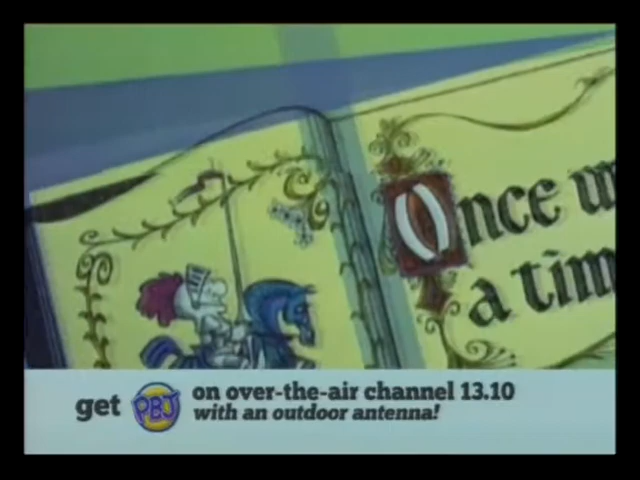 Once u
a tim
get PBJ on over-the-air channel 13.10
with an outdoor antenna!